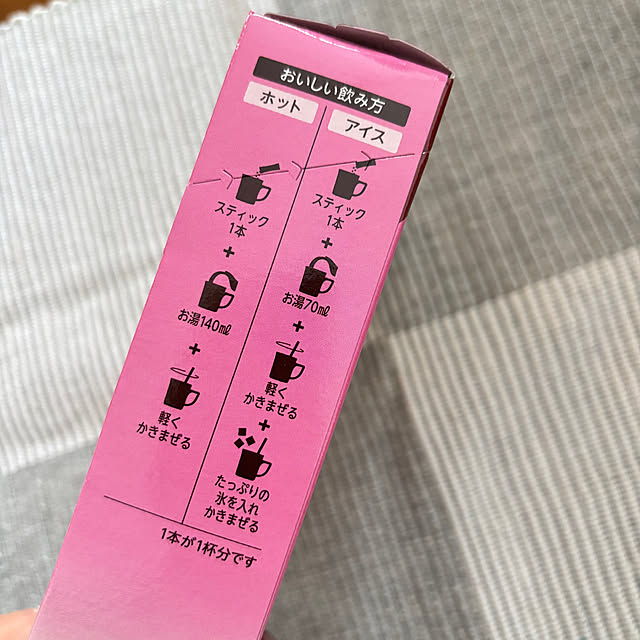 おいしい飲み方
ホット
スティック
1本
+
お湯140㎖
+
軽く
かきまぜる
アイス
スティック
1本
+
お湯70㎖
+
軽く
かきまぜる
+
たっぷりの
氷を入れ
かきまぜる
1本が1杯分です